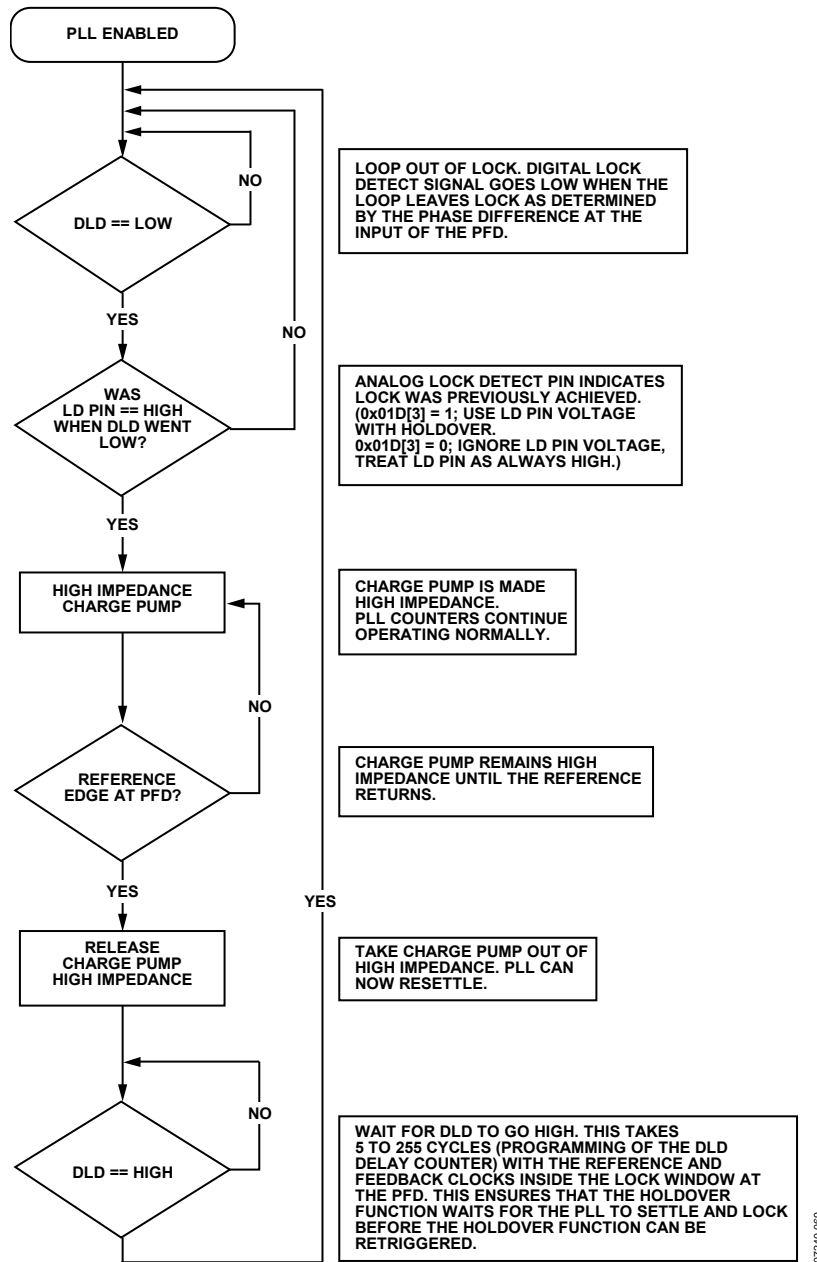 PLL ENABLED
NO
DLD == LOW
LOOP OUT OF LOCK. DIGITAL LOCK
DETECT SIGNAL GOES LOW WHEN THE
LOOP LEAVES LOCK AS DETERMINED
BY THE PHASE DIFFERENCE AT THE
INPUT OF THE PFD.
YES
NO
WAS
LD PIN == HIGH
WHEN DLD WENT
LOW?
ANALOG LOCK DETECT PIN INDICATES
LOCK WAS PREVIOUSLY ACHIEVED.
(0x01D[3] = 1; USE LD PIN VOLTAGE
WITH HOLDOVER.
0x01D[3] = 0; IGNORE LD PIN VOLTAGE,
TREAT LD PIN AS ALWAYS HIGH.)
YES
HIGH IMPEDANCE
CHARGE PUMP
CHARGE PUMP IS MADE
HIGH IMPEDANCE.
PLL COUNTERS CONTINUE
OPERATING NORMALLY.
NO
REFERENCE
EDGE AT PFD?
CHARGE PUMP REMAINS HIGH
IMPEDANCE UNTIL THE REFERENCE
RETURNS.
YES
YES
RELEASE
CHARGE PUMP
HIGH IMPEDANCE
TAKE CHARGE PUMP OUT OF
HIGH IMPEDANCE. PLL CAN
NOW RESETTLE.
NO
DLD == HIGH
WAIT FOR DLD TO GO HIGH. THIS TAKES
5 TO 255 CYCLES (PROGRAMMING OF THE DLD
DELAY COUNTER) WITH THE REFERENCE AND
FEEDBACK CLOCKS INSIDE THE LOCK WINDOW AT
THE PFD. THIS ENSURES THAT THE HOLDOVER
FUNCTION WAITS FOR THE PLL TO SETTLE AND LOCK
BEFORE THE HOLDOVER FUNCTION CAN BE
RETRIGGERED.